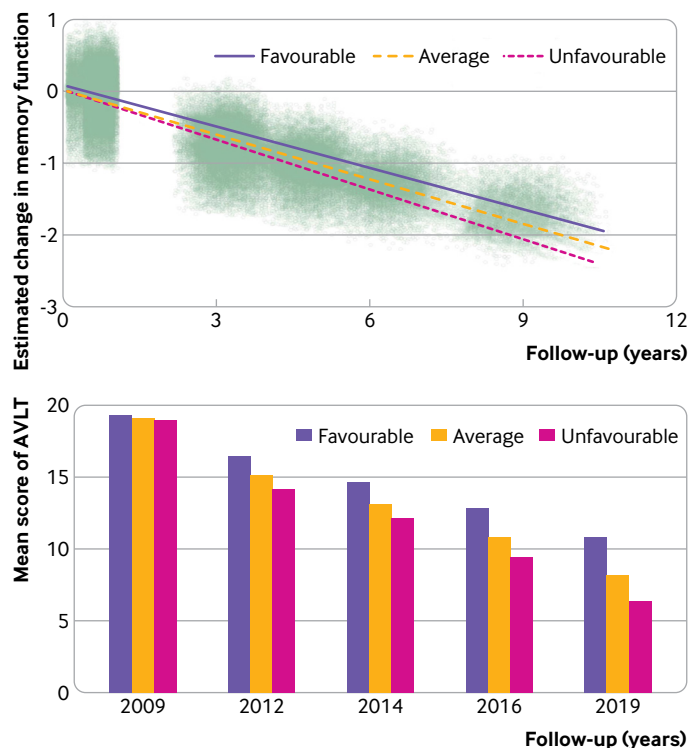 Estimated change in memory function
1
0
-1
-2
-3
Favourable Average Unfavourable
0 3 6 9 12
Follow-up (years)
Mean score of AVLT
20
15
10
5
0
Favourable Average Unfavourable
2009 2012 2014 2016 2019
Follow-up (years)